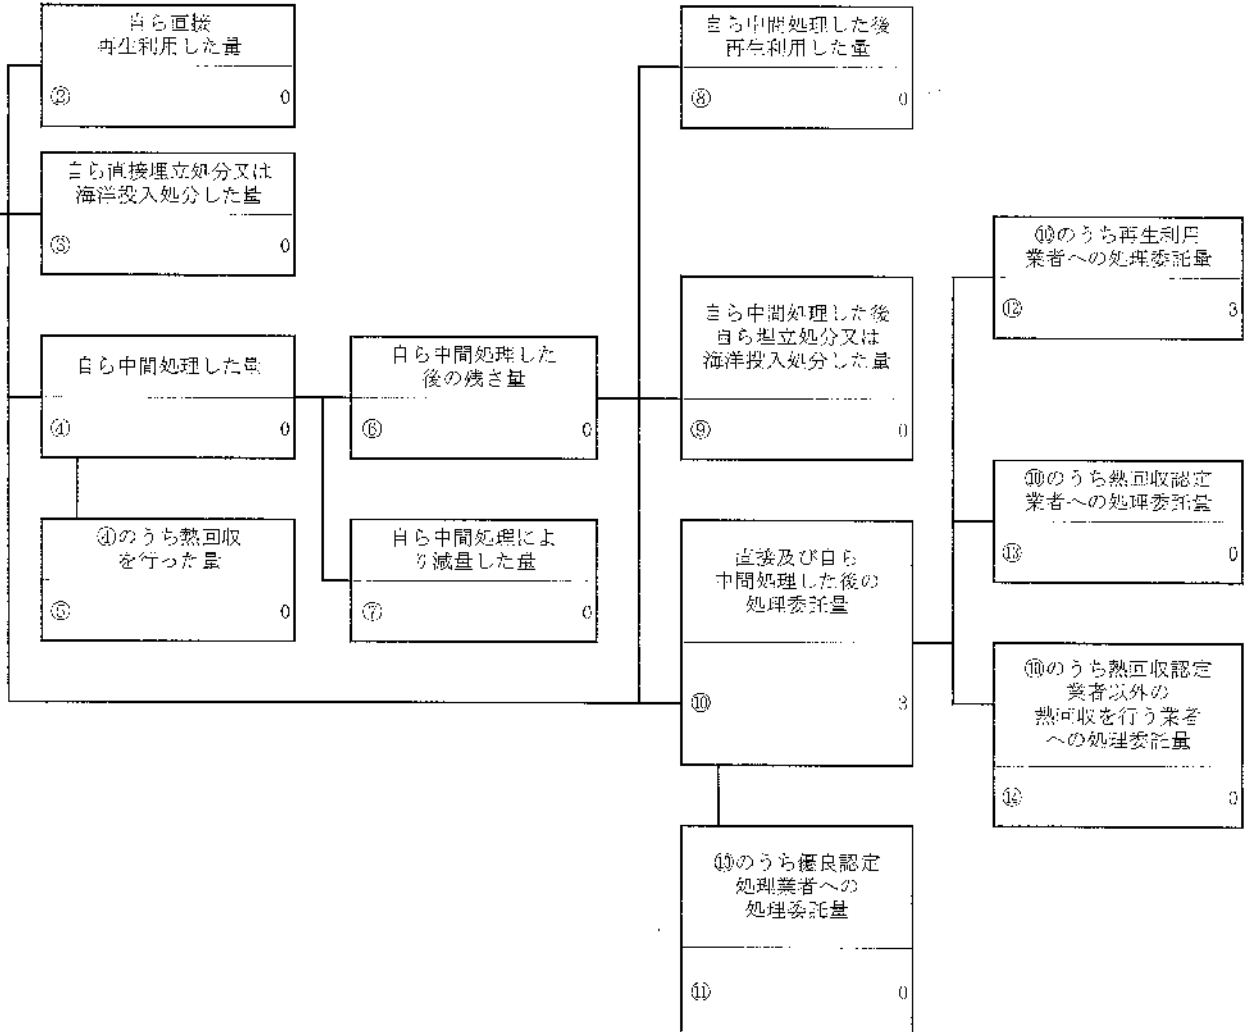 自ら直接
再生利用した量
② 0
自ら直接埋立処分又は
海洋投入処分した量
③ 0
自ら中間処理した量
④ 0
④のうち熱回収
を行った量
⑤ 0
自ら中間処理した
後の残さ量
⑥ 0
自ら中間処理によ
り減量した量
⑦ 0
自ら中間処理した後
再生利用した量
⑧ 0
自ら中間処理した後
自ら埋立処分又は
海洋投入処分した量
⑨ 0
直接及び自ら
中間処理した後の
処理委託量
⑩ 3
⑩のうち優良認定
処理業者への
処理委託量
⑪ 0
⑩のうち再生利用
業者への処理委託量
⑫ 3
⑩のうち熱回収認定
業者への処理委託量
⑬ 0
⑩のうち熱回収認定
業者以外の
熱回収を行う業者
への処理委託量
⑭ 0